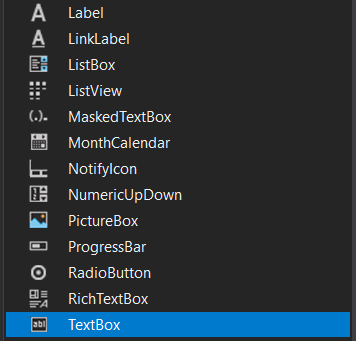 Label
LinkLabel
ListBox
ListView
MaskedTextBox
MonthCalendar
NotifyIcon
NumericUpDown
PictureBox
ProgressBar
RadioButton
RichTextBox
TextBox